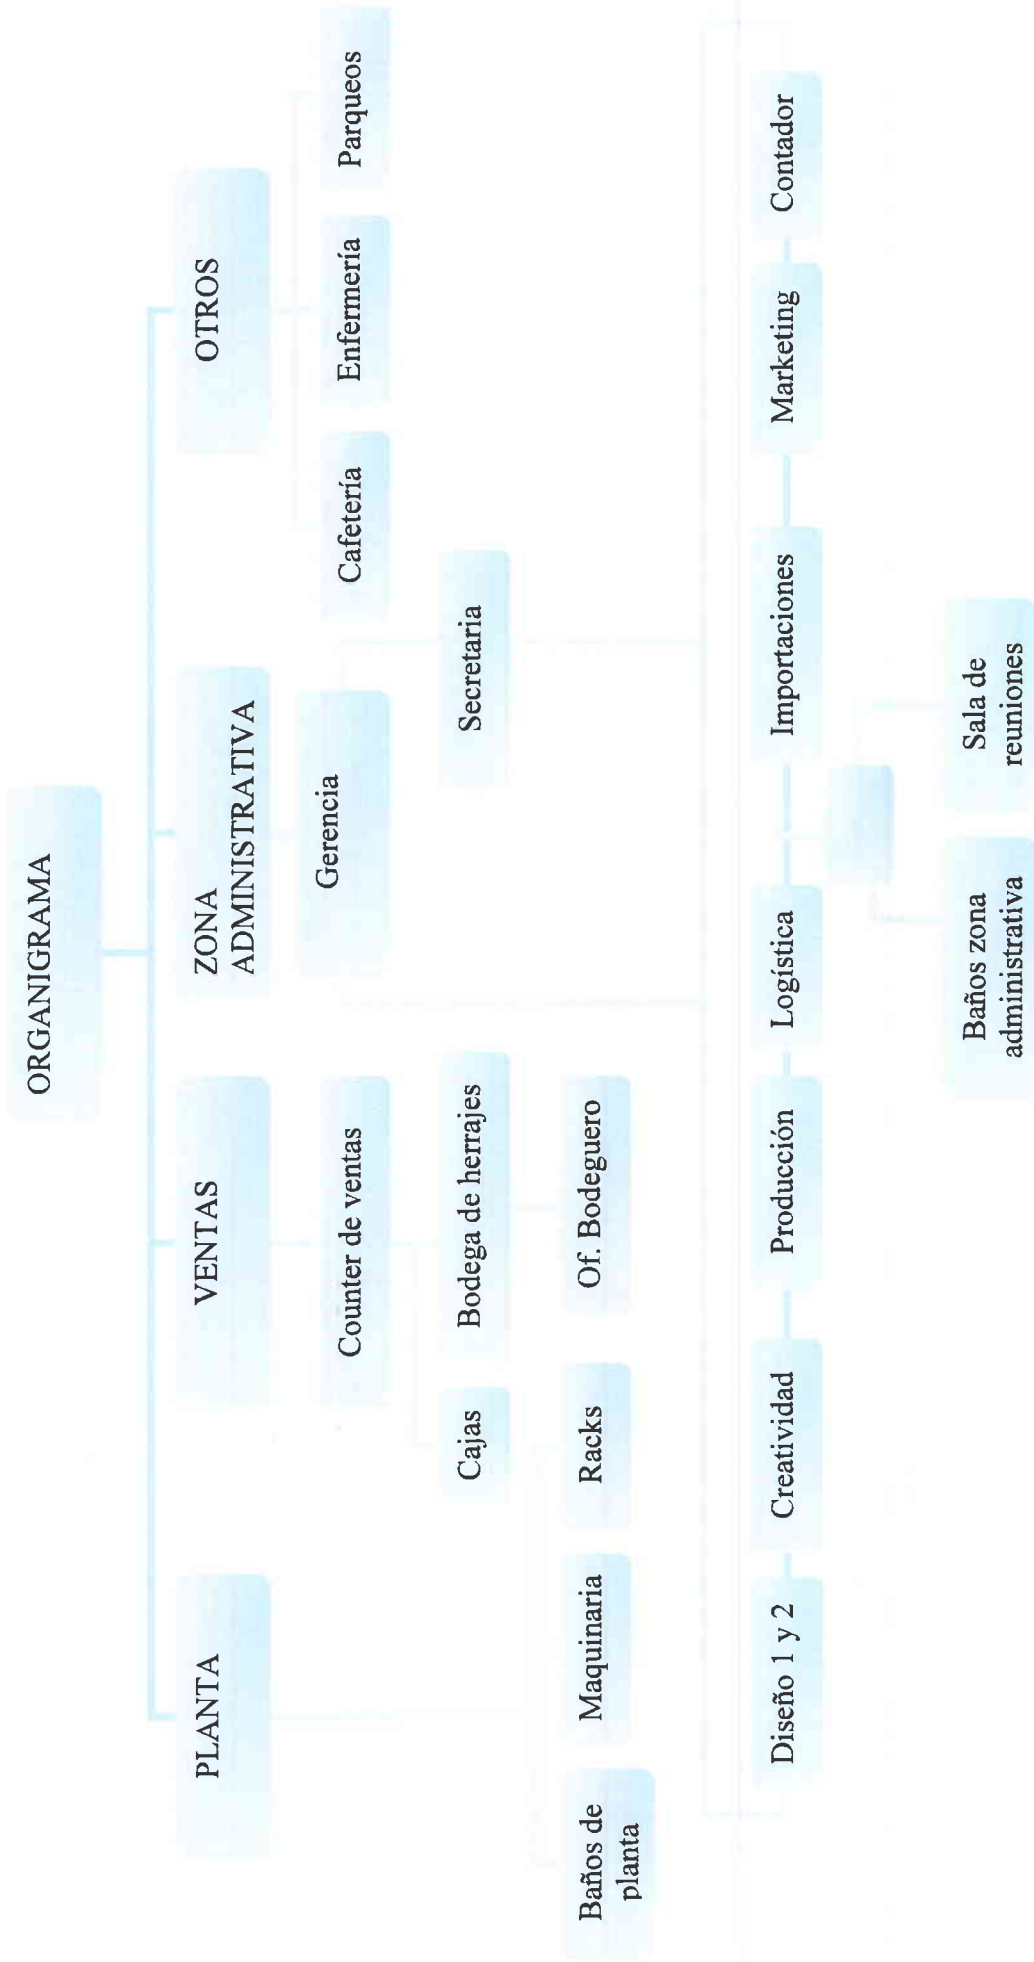 ORGANIGRAMA
PLANTA
VENTAS
ZONA
ADMINISTRATIVA
OTROS
Counter de ventas
Gerencia
Cafetería
Enfermería
Parqueos
Cajas
Bodega de herrajes
Secretaria
Baños de
planta
Maquinaria
Racks
Of. Bodeguero
Diseño 1 y 2
Creatividad
Producción
Logística
Importaciones
Marketing
Contador
Baños zona
administrativa
Sala de
reuniones